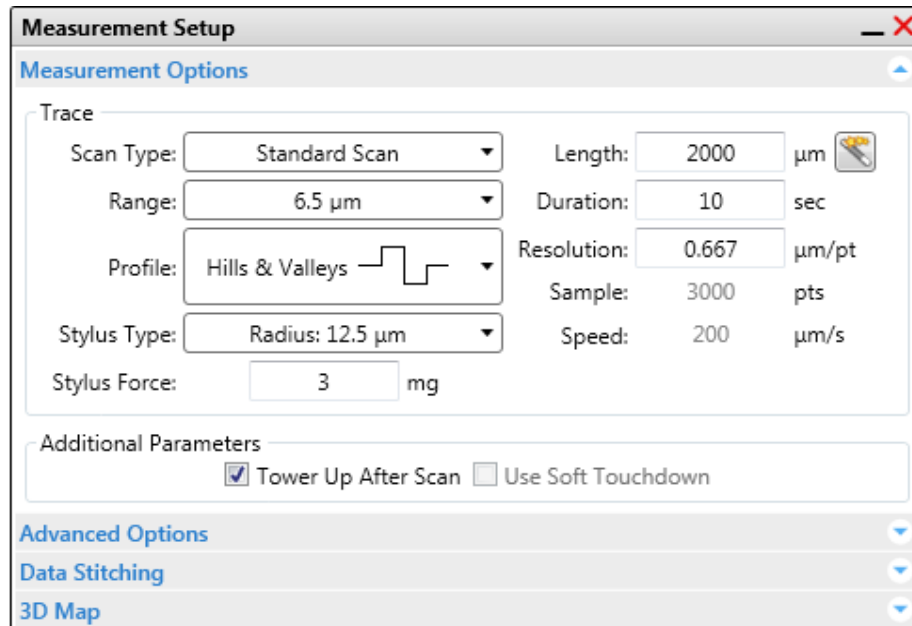 Measurement Setup
Measurement Options
Trace
Scan Type: Standard Scan Length: 2000 µm
Range: 6.5 µm Duration: 10 sec
Profile: Hills & Valleys Resolution: 0.667 µm/pt
Sample: 3000 pts
Stylus Type: Radius: 12.5 µm Speed: 200 µm/s
Stylus Force: 3 mg
Additional Parameters
Tower Up After Scan Use Soft Touchdown
Advanced Options
Data Stitching
3D Map